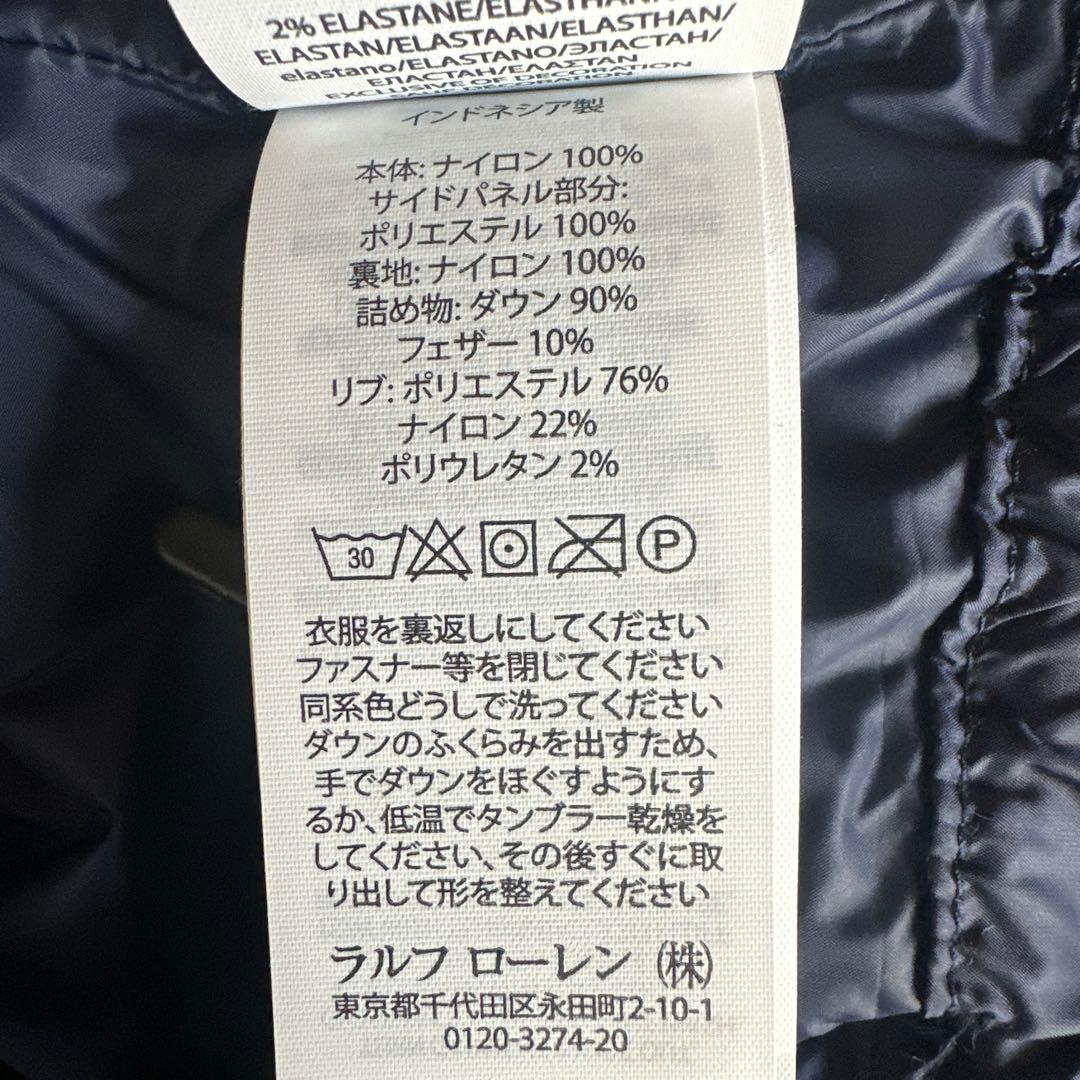 2% ELASTANE/ELASTHAN
ELASTAN/ELASTAAN/ELASTHAN/
elastano/ELASTANO/ЭЛАСТАН/
ЕЛАСТАН/ΕΛΑΣΤΑΝ
EXCLUSIVE OF DECORATION
インドネシア製
本体: ナイロン 100%
サイドパネル部分:
ポリエステル 100%
裏地: ナイロン 100%
詰め物: ダウン 90%
フェザー 10%
リブ: ポリエステル 76%
ナイロン 22%
ポリウレタン 2%
30 P
衣服を裏返しにしてください
ファスナー等を閉じてください
同系色どうしで洗ってください
ダウンのふくらみを出すため、
手でダウンをほぐすようにす
るか、低温でタンブラー乾燥を
してください、その後すぐに取
り出して形を整えてください
ラルフ ローレン (株)
東京都千代田区永田町2-10-1
0120-3274-20